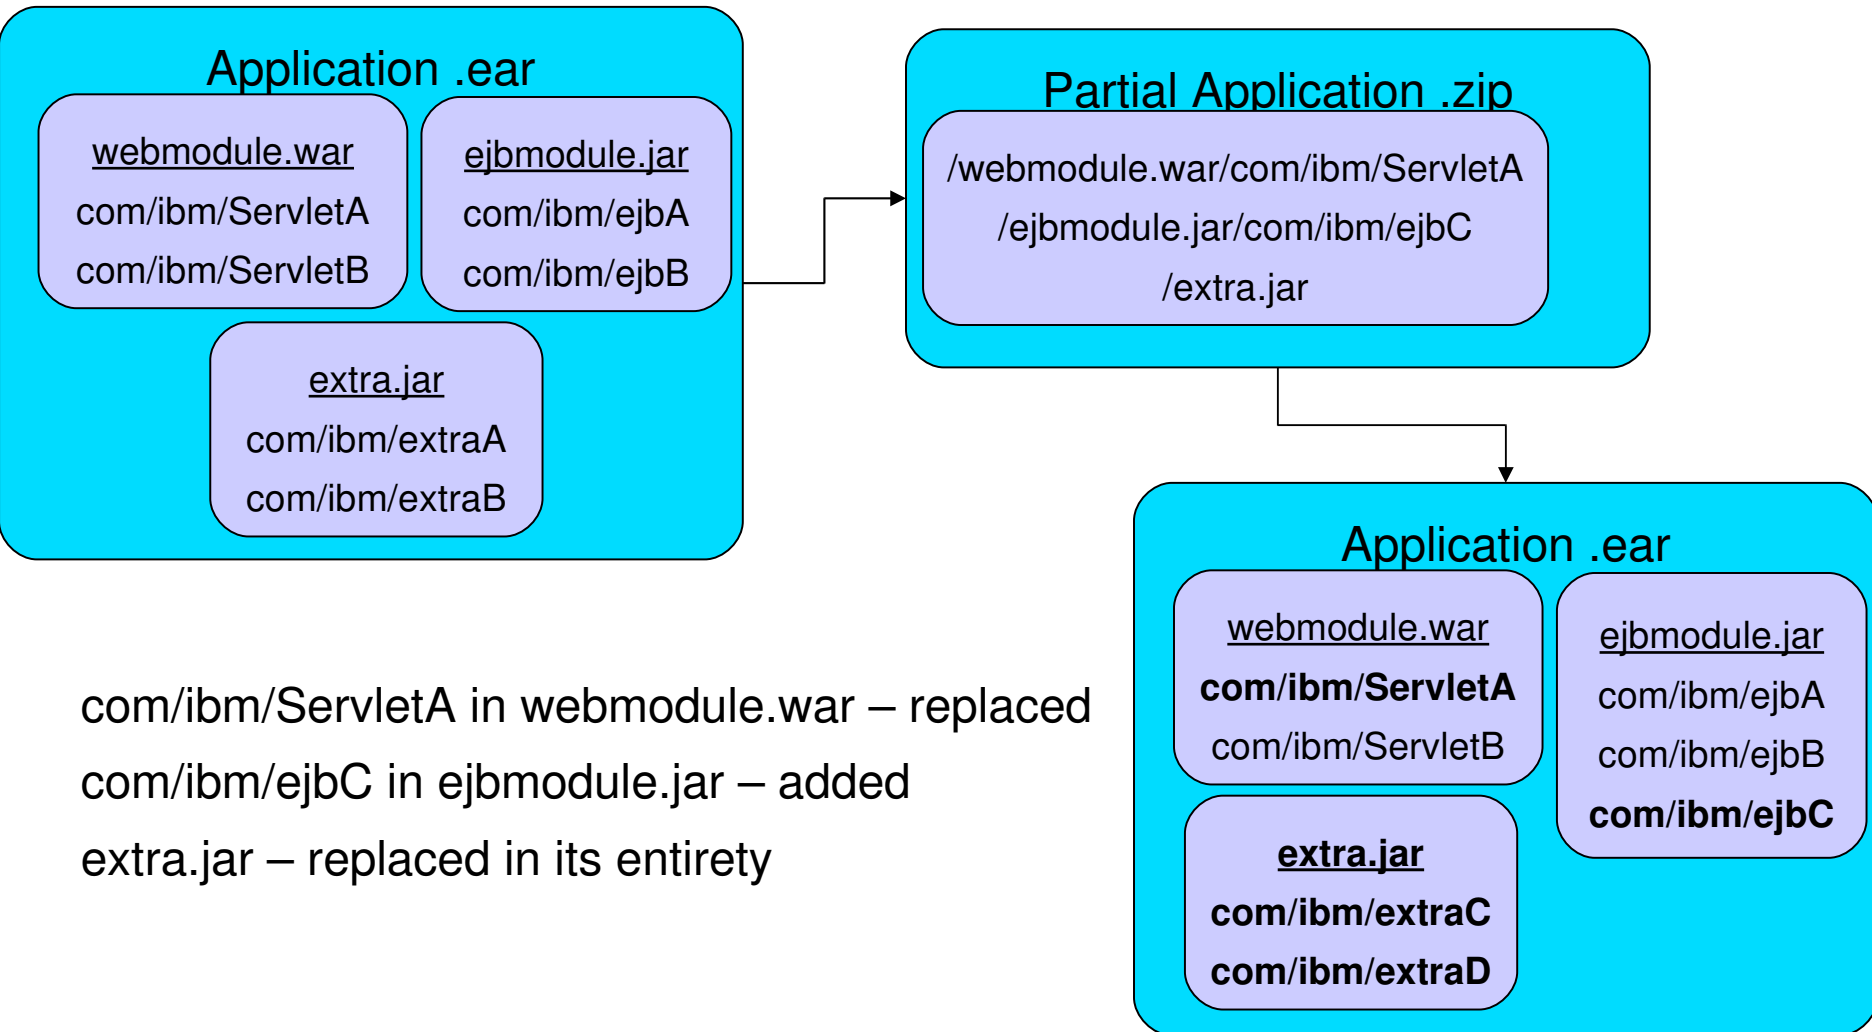 Application .ear
webmodule.war
com/ibm/ServletA
com/ibm/ServletB
ejbmodule.jar
com/ibm/ejbA
com/ibm/ejbB
extra.jar
com/ibm/extraA
com/ibm/extraB
Partial Application .zip
/webmodule.war/com/ibm/ServletA
/ejbmodule.jar/com/ibm/ejbC
/extra.jar
Application .ear
webmodule.war
com/ibm/ServletA
com/ibm/ServletB
ejbmodule.jar
com/ibm/ejbA
com/ibm/ejbB
com/ibm/ejbC
extra.jar
com/ibm/extraC
com/ibm/extraD
com/ibm/ServletA in webmodule.war – replaced
com/ibm/ejbC in ejbmodule.jar – added
extra.jar – replaced in its entirety